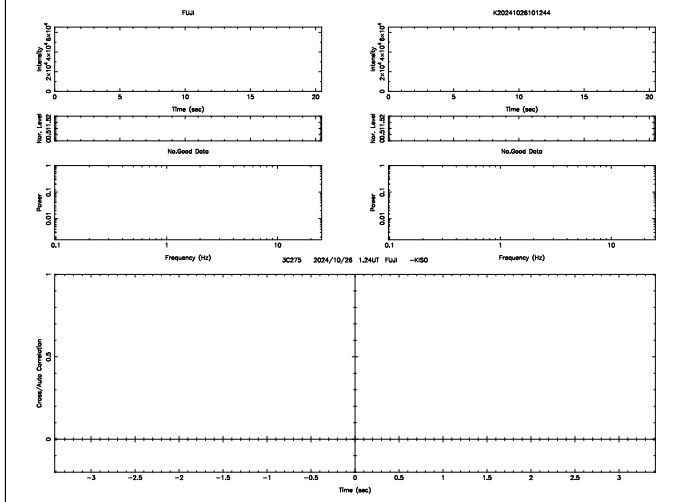 FUJI
K20241026101244
Intensity
0 2×10⁴ 4×10⁴ 6×10⁴
0 5 10 15 20
Time (sec)
Intensity
0 2×10⁴ 4×10⁴ 6×10⁴
0 5 10 15 20
Time (sec)
Nor. Level
00.511.52
Nor. Level
00.511.52
No.Good Data
No.Good Data
Power
1
0.1
0.01
0.1 1 10
Frequency (Hz)
Power
1
0.1
0.01
0.1 1 10
Frequency (Hz)
3C275 2024/10/26 1.24UT FUJI -KISO
Cross/Auto Correlation
1
0.5
0
-3 -2.5 -2 -1.5 -1 -0.5 0 0.5 1 1.5 2 2.5 3
Time (sec)